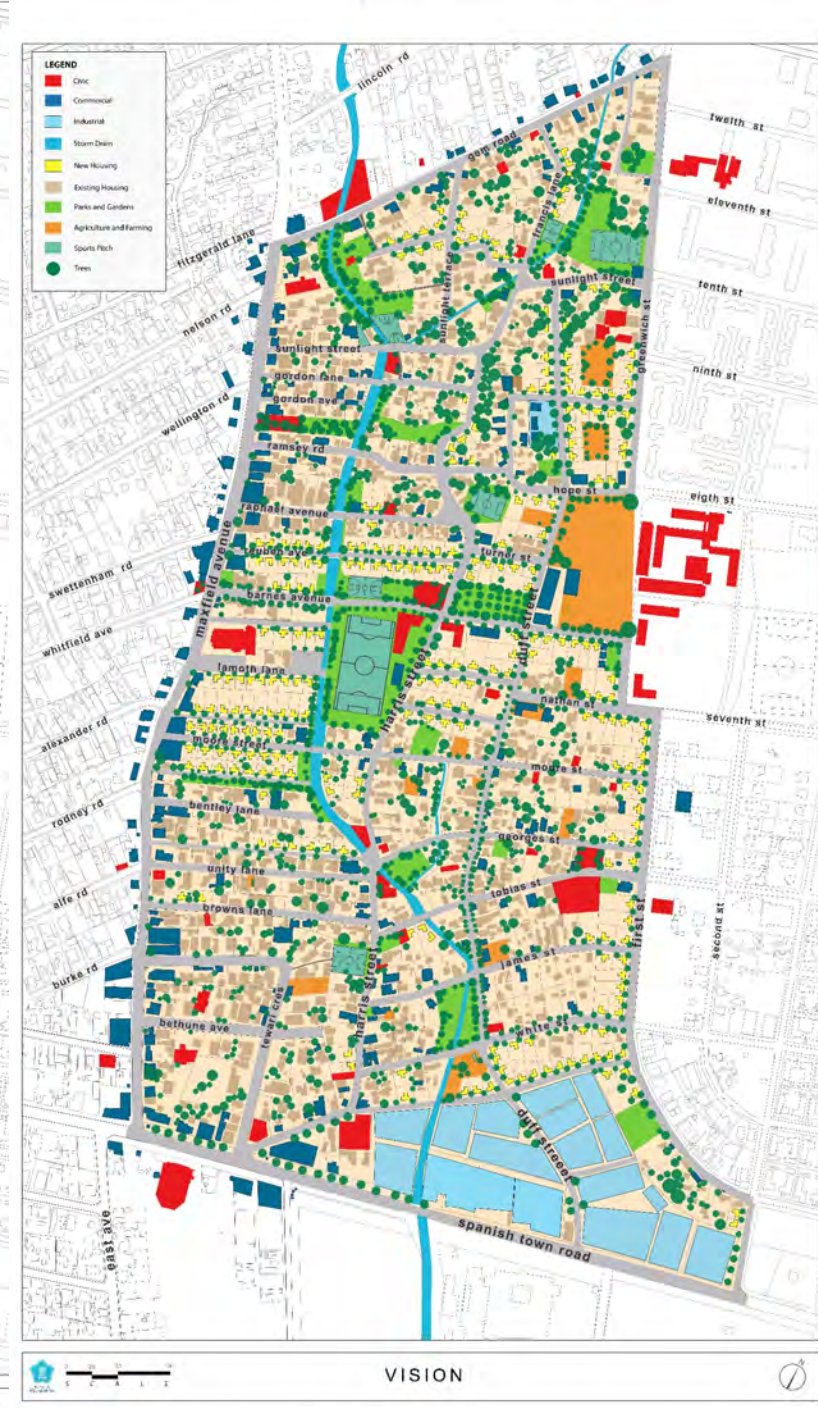 LEGEND
Civic
Commercial
Industrial
Storm Drain
New Housing
Existing Housing
Parks and Gardens
Agriculture and Farming
Sports Pitch
Trees
lincoln rd
gem road
twelth st
eleventh st
fitzgerald lane
francis lane
sunlight terrace
sunlight street
tenth st
nelson rd
greenwich st
sunlight street
gordon lane
ninth st
gordon ave
wellington rd
ramsey rd
hope st
eigth st
raphael avenue
maxfield avenue
reuben ave
turner st
swettenham rd
barnes avenue
duff street
whitfield ave
lamoth lane
harris street
nathan st
seventh st
alexander rd
moore street
moore st
bentley lane
rodney rd
georges st
unity lane
tobias st
alfe rd
browns lane
first st
second st
burke rd
james st
harris street
bethune ave
tewari cres
white st
duff streeet
east ave
spanish town road
VISION
N